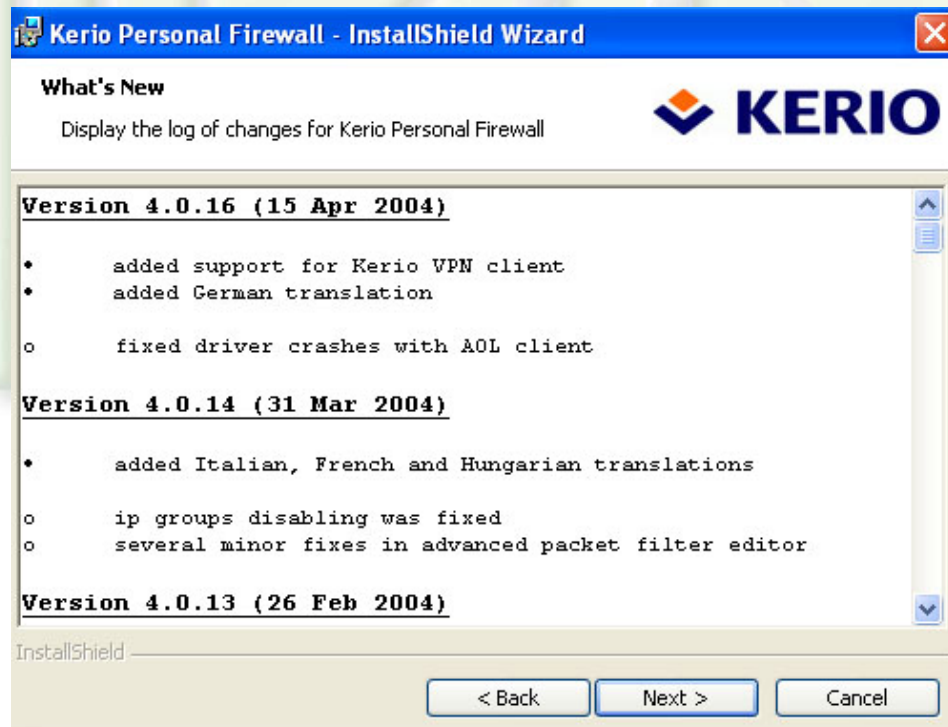 Kerio Personal Firewall - InstallShield Wizard
What's New
Display the log of changes for Kerio Personal Firewall
KERIO
Version 4.0.16 (15 Apr 2004)
• added support for Kerio VPN client
• added German translation
o fixed driver crashes with AOL client
Version 4.0.14 (31 Mar 2004)
• added Italian, French and Hungarian translations
o ip groups disabling was fixed
o several minor fixes in advanced packet filter editor
Version 4.0.13 (26 Feb 2004)
InstallShield
< Back Next > Cancel